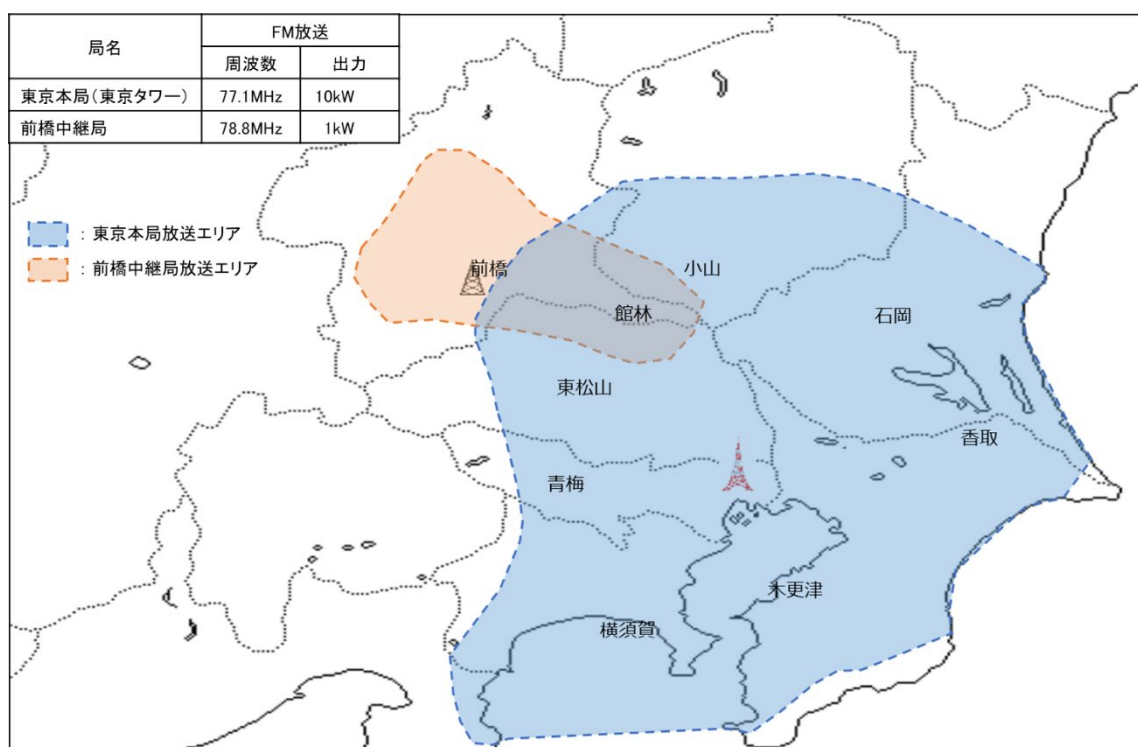 局名 FM放送
周波数 出力
東京本局(東京タワー) 77.1MHz 10kW
前橋中継局 78.8MHz 1kW
：東京本局放送エリア
：前橋中継局放送エリア
前橋
小山
館林
石岡
東松山
香取
青梅
木更津
横須賀